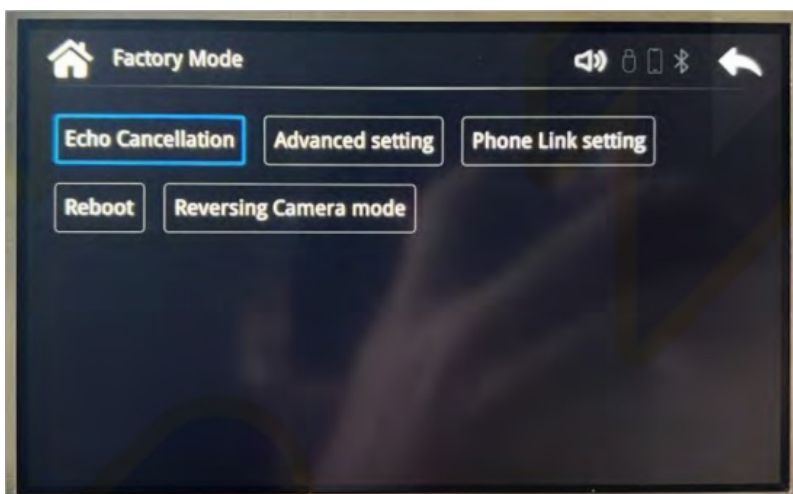 Factory Mode
Echo Cancellation Advanced setting Phone Link setting
Reboot Reversing Camera mode